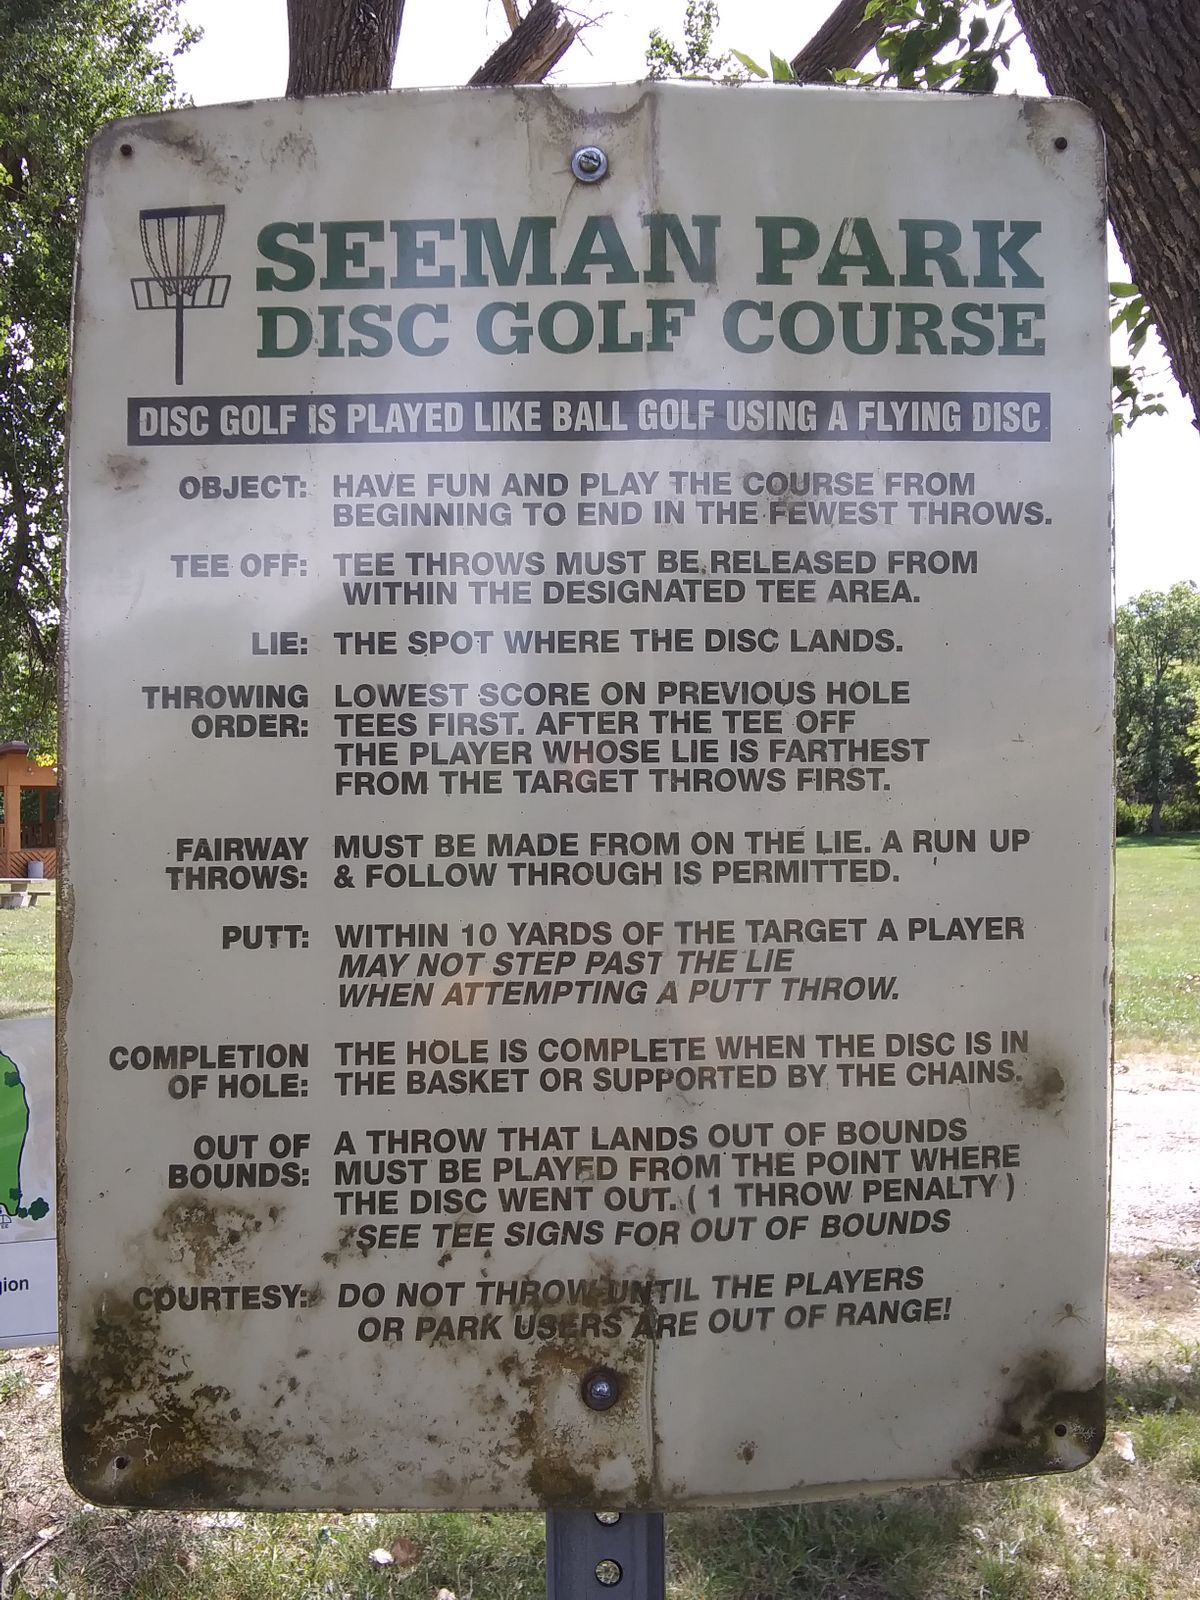 SEEMAN PARK
DISC GOLF COURSE
DISC GOLF IS PLAYED LIKE BALL GOLF USING A FLYING DISC
OBJECT: HAVE FUN AND PLAY THE COURSE FROM
BEGINNING TO END IN THE FEWEST THROWS.
TEE OFF: TEE THROWS MUST BE RELEASED FROM
WITHIN THE DESIGNATED TEE AREA.
LIE: THE SPOT WHERE THE DISC LANDS.
THROWING LOWEST SCORE ON PREVIOUS HOLE
ORDER: TEES FIRST. AFTER THE TEE OFF
THE PLAYER WHOSE LIE IS FARTHEST
FROM THE TARGET THROWS FIRST.
FAIRWAY MUST BE MADE FROM ON THE LIE. A RUN UP
THROWS: & FOLLOW THROUGH IS PERMITTED.
PUTT: WITHIN 10 YARDS OF THE TARGET A PLAYER
MAY NOT STEP PAST THE LIE
WHEN ATTEMPTING A PUTT THROW.
COMPLETION THE HOLE IS COMPLETE WHEN THE DISC IS IN
OF HOLE: THE BASKET OR SUPPORTED BY THE CHAINS.
OUT OF A THROW THAT LANDS OUT OF BOUNDS
BOUNDS: MUST BE PLAYED FROM THE POINT WHERE
THE DISC WENT OUT. ( 1 THROW PENALTY )
*SEE TEE SIGNS FOR OUT OF BOUNDS
COURTESY: DO NOT THROW UNTIL THE PLAYERS
OR PARK USERS ARE OUT OF RANGE!